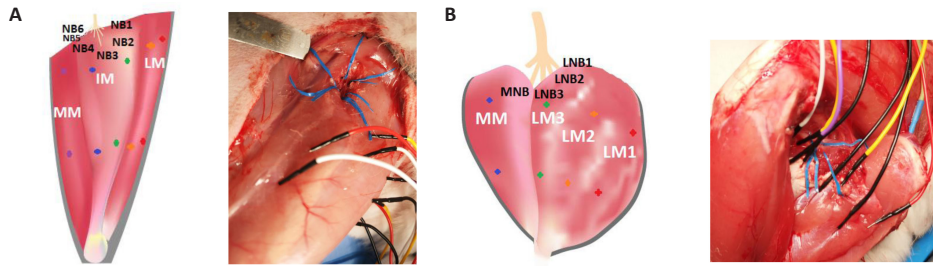 A
NB6 NB1
NB5 NB2
NB4 NB3
LM
IM
MM
B
LNB1
LNB2
MNB LNB3
MM LM3
LM2
LM1